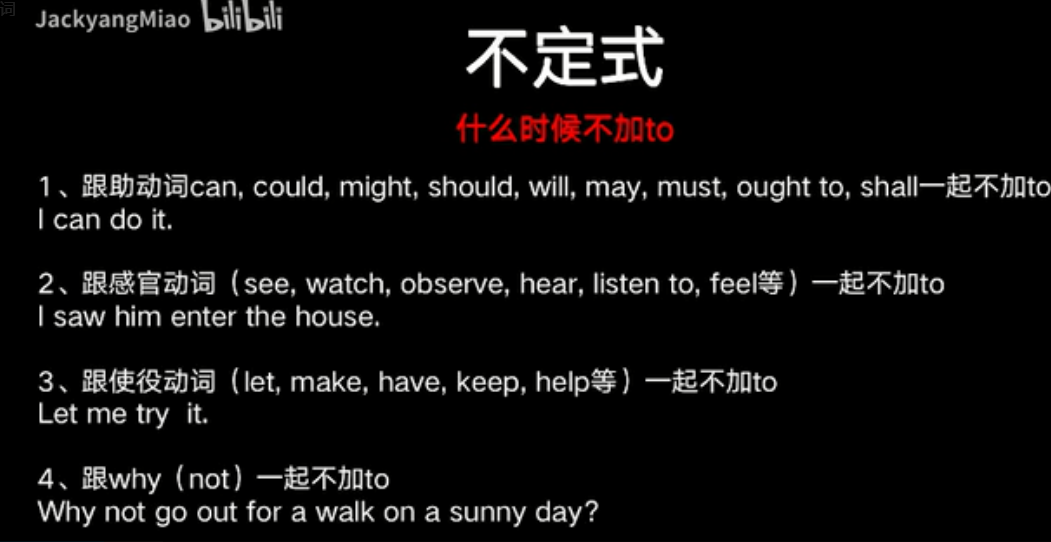 词
JackyangMiao bilibili
不定式
什么时候不加to
1、跟助动词can, could, might, should, will, may, must, ought to, shall一起不加to
I can do it.
2、跟感官动词（see, watch, observe, hear, listen to, feel等）一起不加to
I saw him enter the house.
3、跟使役动词（let, make, have, keep, help等）一起不加to
Let me try it.
4、跟why（not）一起不加to
Why not go out for a walk on a sunny day?